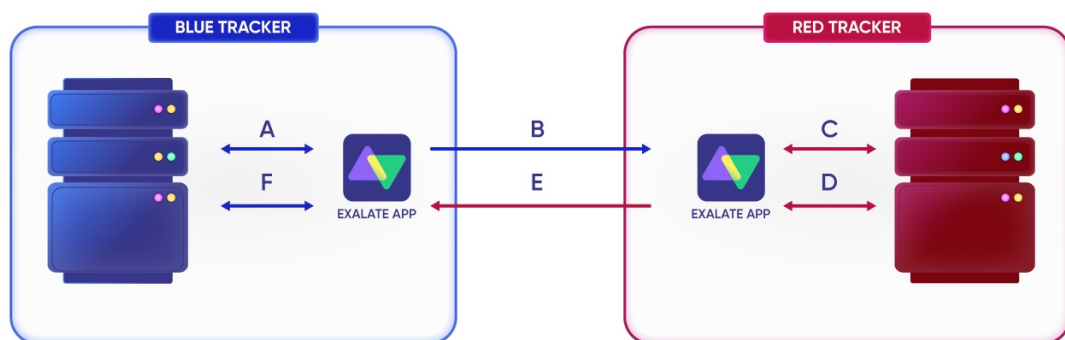 BLUE TRACKER
RED TRACKER
A
B
C
F
E
D
EXALATE APP
EXALATE APP